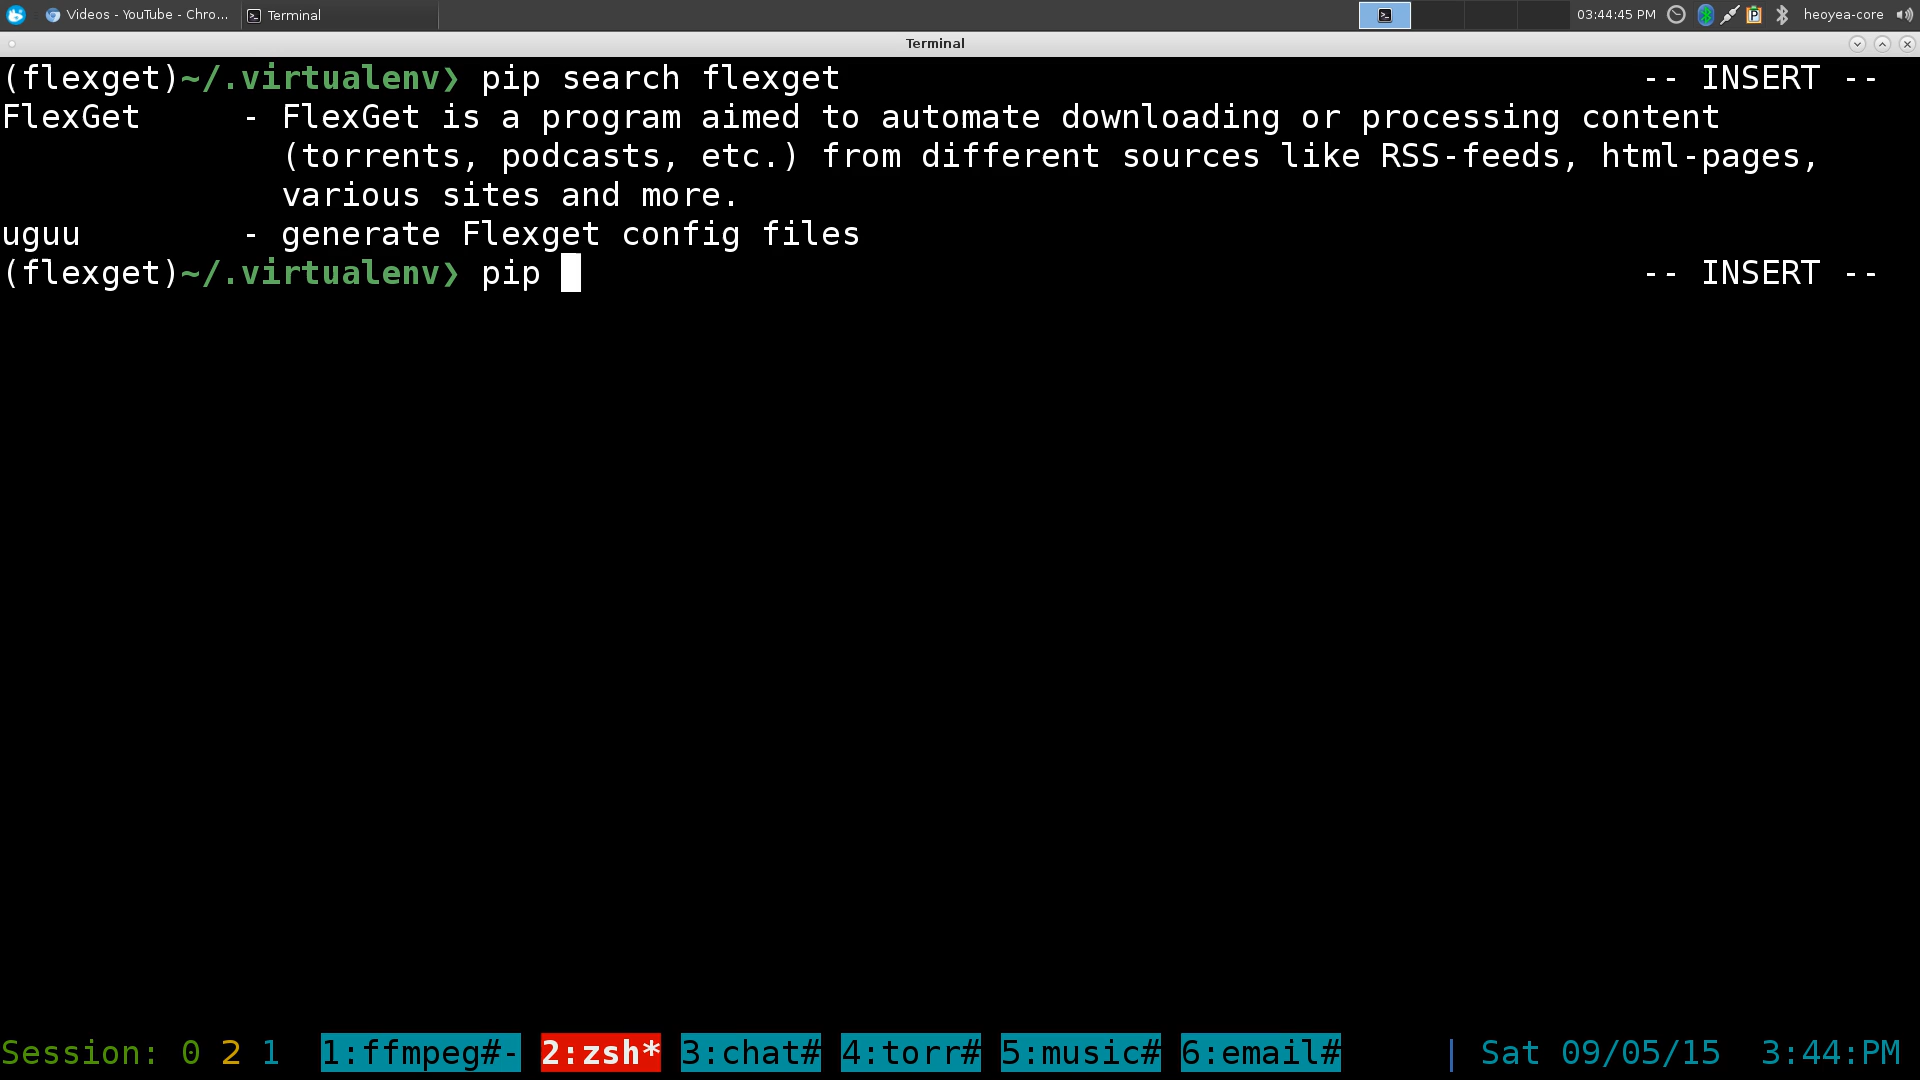 Videos - YouTube - Chro...
Terminal
03:44:45 PM
heoyea-core
Terminal
(flexget)~/.virtualenv❯ pip search flexget -- INSERT --
FlexGet - FlexGet is a program aimed to automate downloading or processing content
(torrents, podcasts, etc.) from different sources like RSS-feeds, html-pages,
various sites and more.
uguu - generate Flexget config files
(flexget)~/.virtualenv❯ pip -- INSERT --
Session: 0 2 1 1:ffmpeg#- 2:zsh* 3:chat# 4:torr# 5:music# 6:email# | Sat 09/05/15 3:44:PM